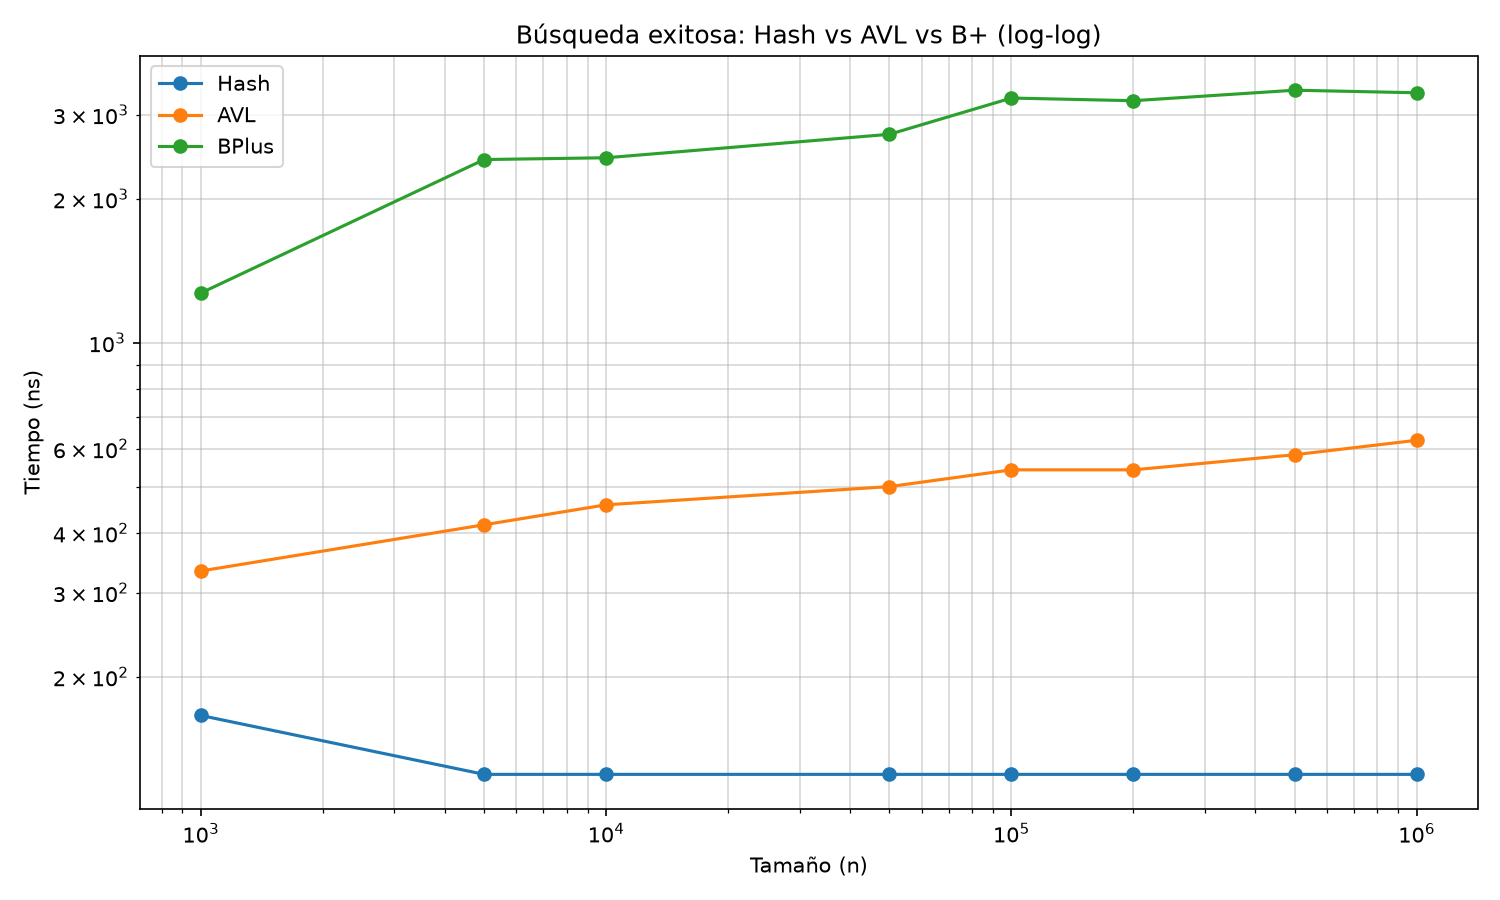 Búsqueda exitosa: Hash vs AVL vs B+ (log-log)
Hash
AVL
BPlus
3 × 10³
2 × 10³
10³
6 × 10²
4 × 10²
3 × 10²
2 × 10²
Tiempo (ns)
10³ 10⁴ 10⁵ 10⁶
Tamaño (n)